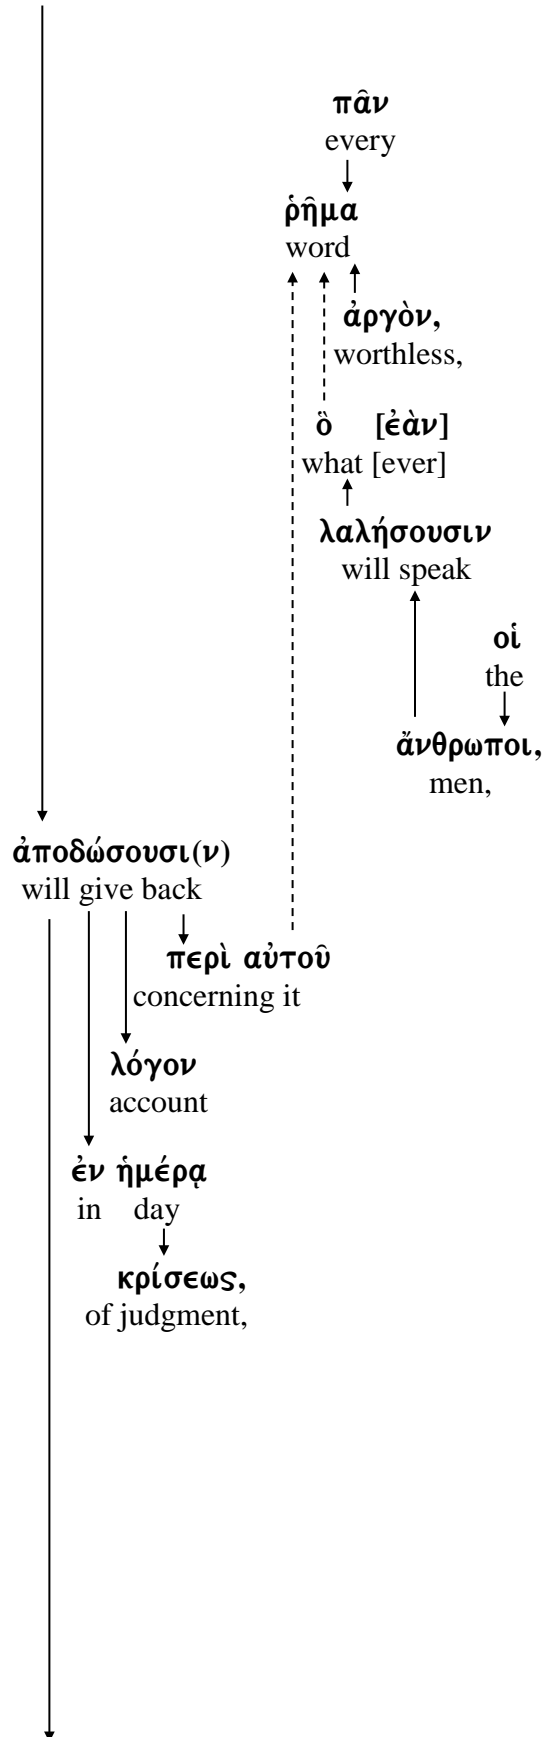 πᾶν
every
ῥῆμα
word
ἀργὸν,
worthless,
ὃ [ἐὰν]
what [ever]
λαλήσουσιν
will speak
οἱ
the
ἄνθρωποι,
men,
ἀποδώσουσι(ν)
will give back
περὶ αὐτοῦ
concerning it
λόγον
account
ἐν ἡμέρᾳ
in day
κρίσεως,
of judgment,